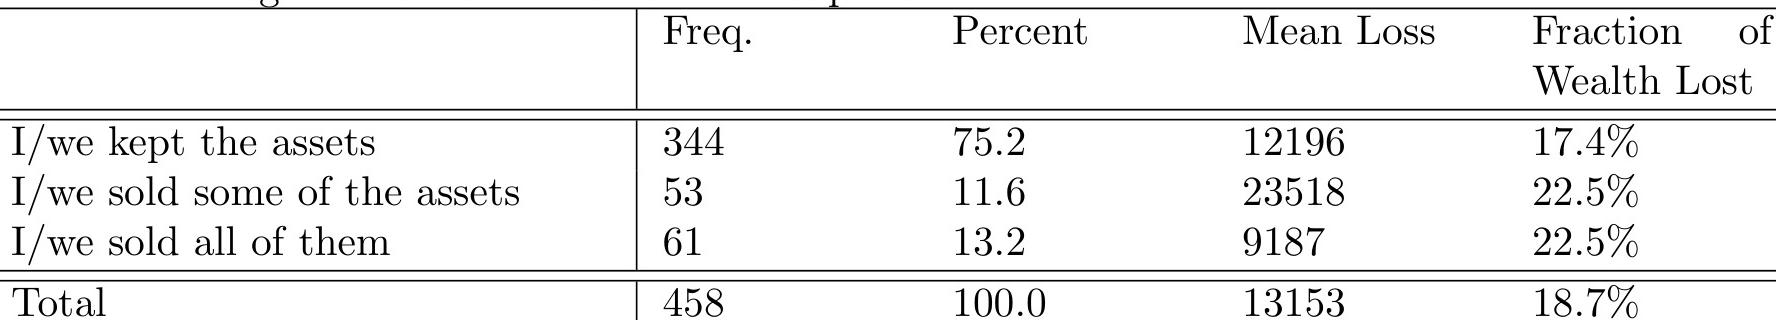 Freq. Percent Mean Loss Fraction of
Wealth Lost
I/we kept the assets 344 75.2 12196 17.4%
I/we sold some of the assets 53 11.6 23518 22.5%
I/we sold all of them 61 13.2 9187 22.5%
Total 458 100.0 13153 18.7%